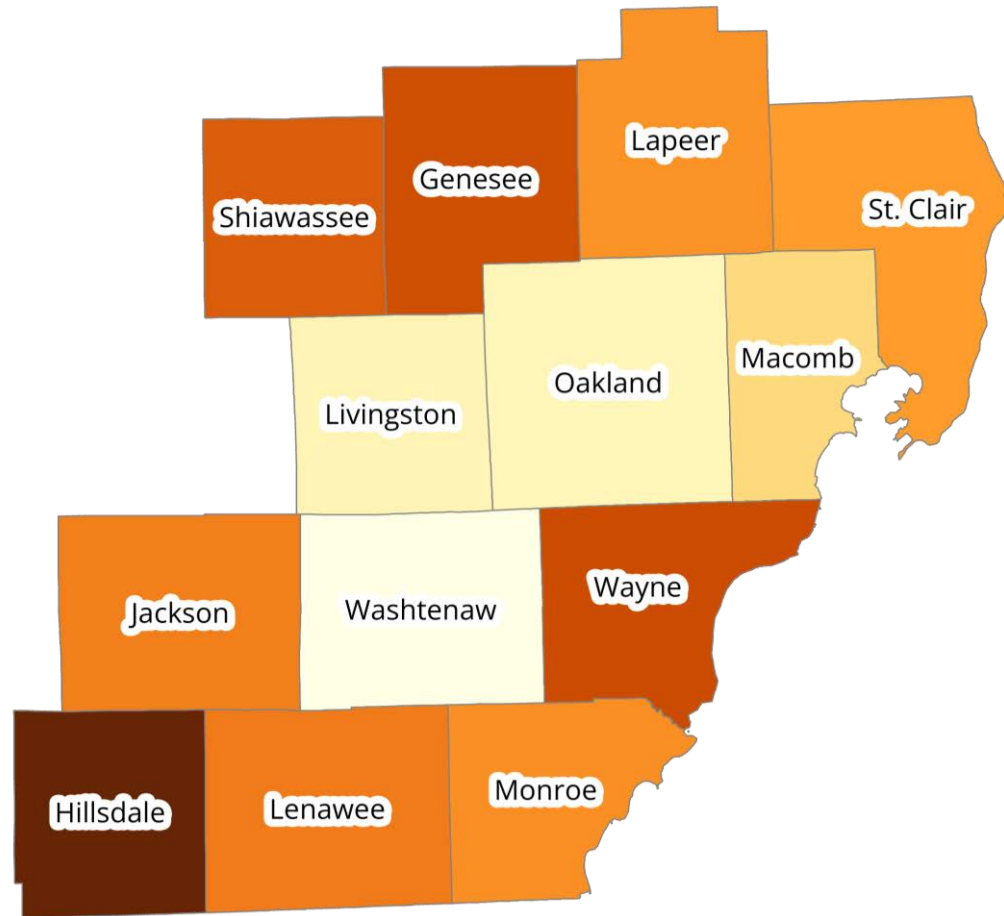 Lapeer
Genesee
St. Clair
Shiawassee
Macomb
Oakland
Livingston
Wayne
Washtenaw
Jackson
Monroe
Lenawee
Hillsdale